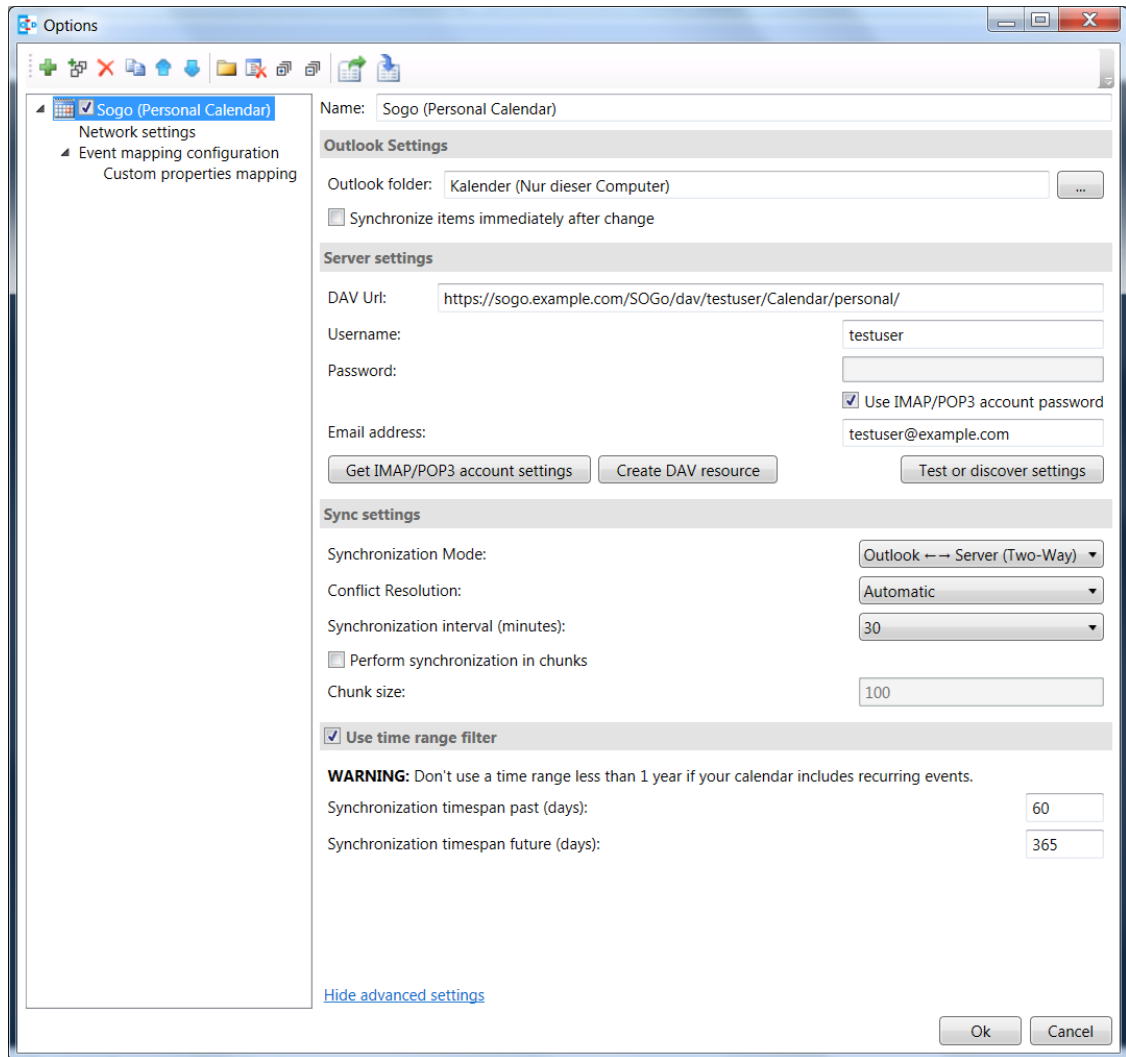 Options
Sogo (Personal Calendar)
Network settings
Event mapping configuration
Custom properties mapping
Name: Sogo (Personal Calendar)
Outlook Settings
Outlook folder: Kalender (Nur dieser Computer) ...
Synchronize items immediately after change
Server settings
DAV Url: https://sogo.example.com/SOGo/dav/testuser/Calendar/personal/
Username: testuser
Password:
Use IMAP/POP3 account password
Email address: testuser@example.com
Get IMAP/POP3 account settings Create DAV resource Test or discover settings
Sync settings
Synchronization Mode: Outlook ←→ Server (Two-Way)
Conflict Resolution: Automatic
Synchronization interval (minutes): 30
Perform synchronization in chunks
Chunk size: 100
Use time range filter
WARNING: Don't use a time range less than 1 year if your calendar includes recurring events.
Synchronization timespan past (days): 60
Synchronization timespan future (days): 365
Hide advanced settings
Ok Cancel